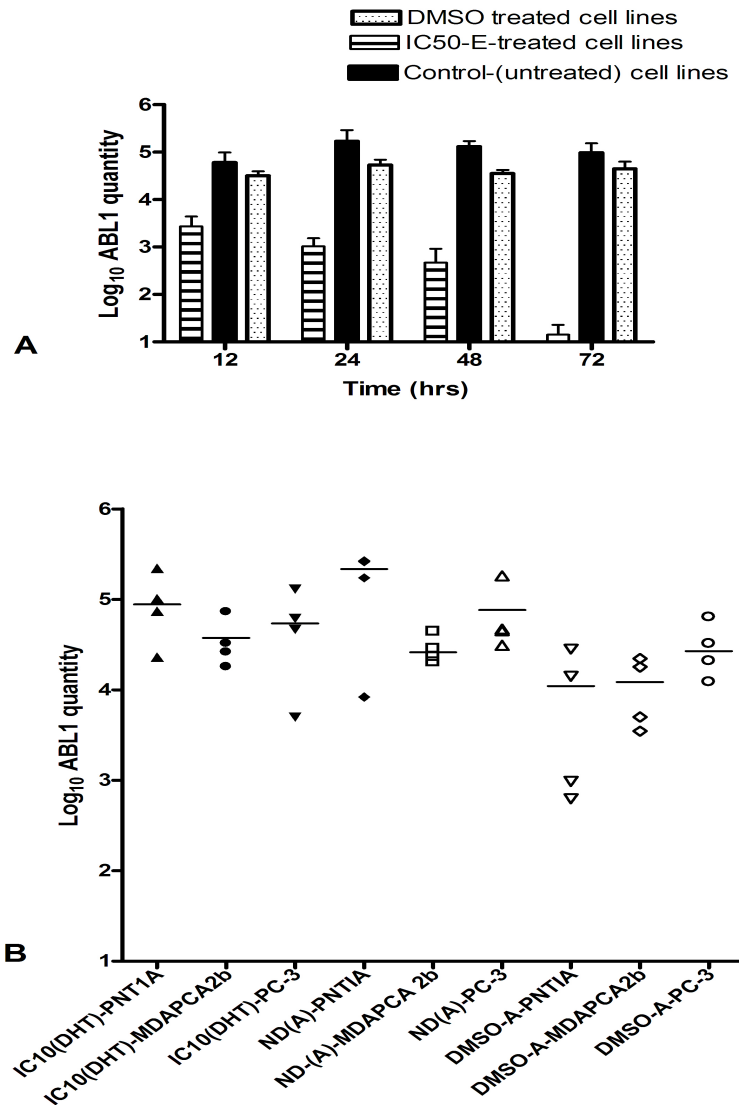 DMSO treated cell lines
IC50-E-treated cell lines
Control-(untreated) cell lines
6
5
4
3
2
1
Log10 ABL1 quantity
12 24 48 72
Time (hrs)
A
6
5
4
3
2
1
Log10 ABL1 quantity
B
IC10(DHT)-PNT1A
IC10(DHT)-MDAPCA2b
IC10(DHT)-PC-3
ND(A)-PNTIA
ND-(A)-MDAPCA 2b
ND(A)-PC-3
DMSO-A-PNTIA
DMSO-A-MDAPCA2b
DMSO-A-PC-3